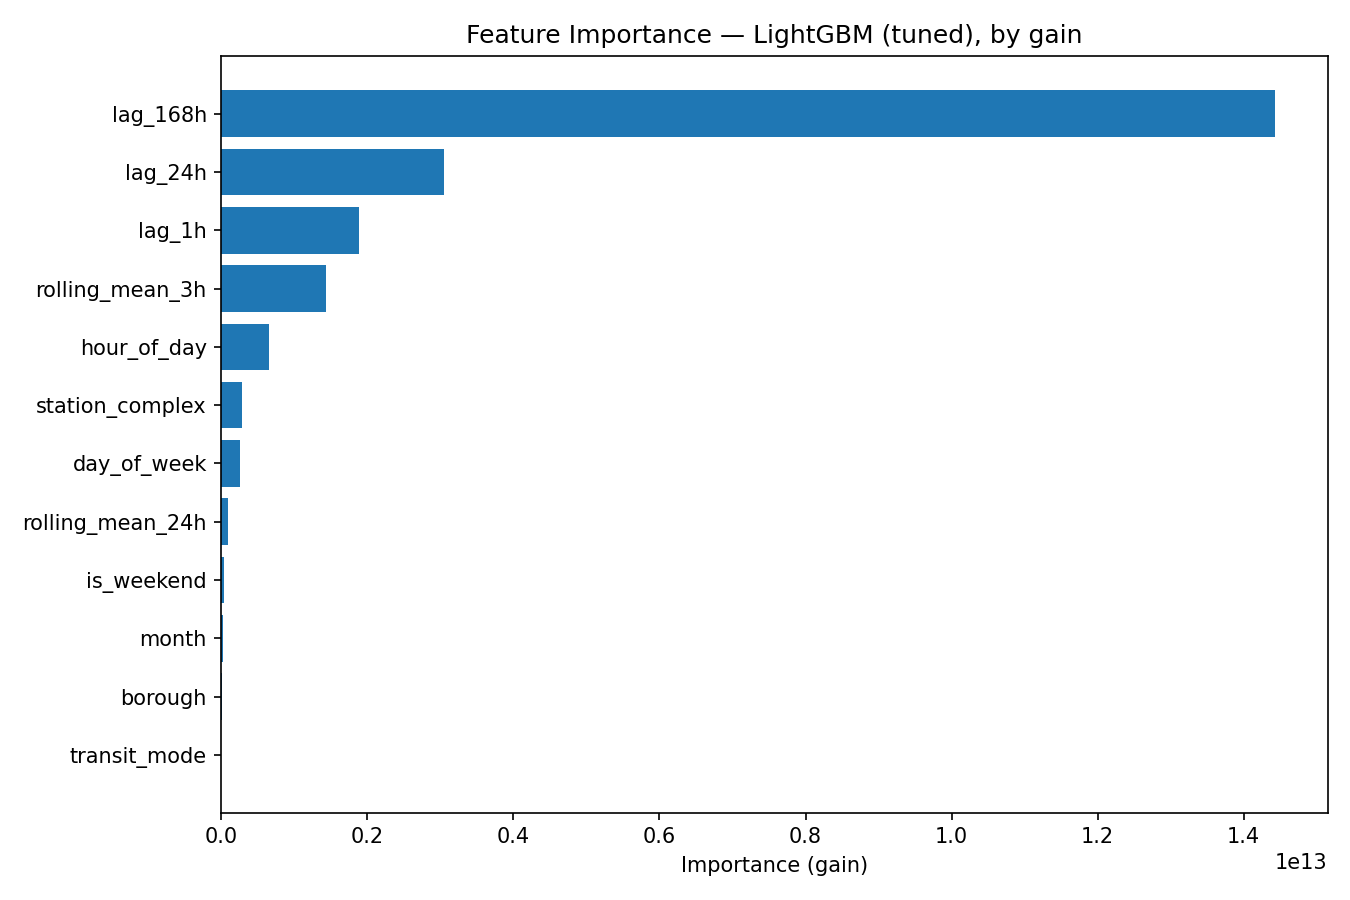 Feature Importance — LightGBM (tuned), by gain
lag_168h
lag_24h
lag_1h
rolling_mean_3h
hour_of_day
station_complex
day_of_week
rolling_mean_24h
is_weekend
month
borough
transit_mode
0.0 0.2 0.4 0.6 0.8 1.0 1.2 1.4
1e13
Importance (gain)